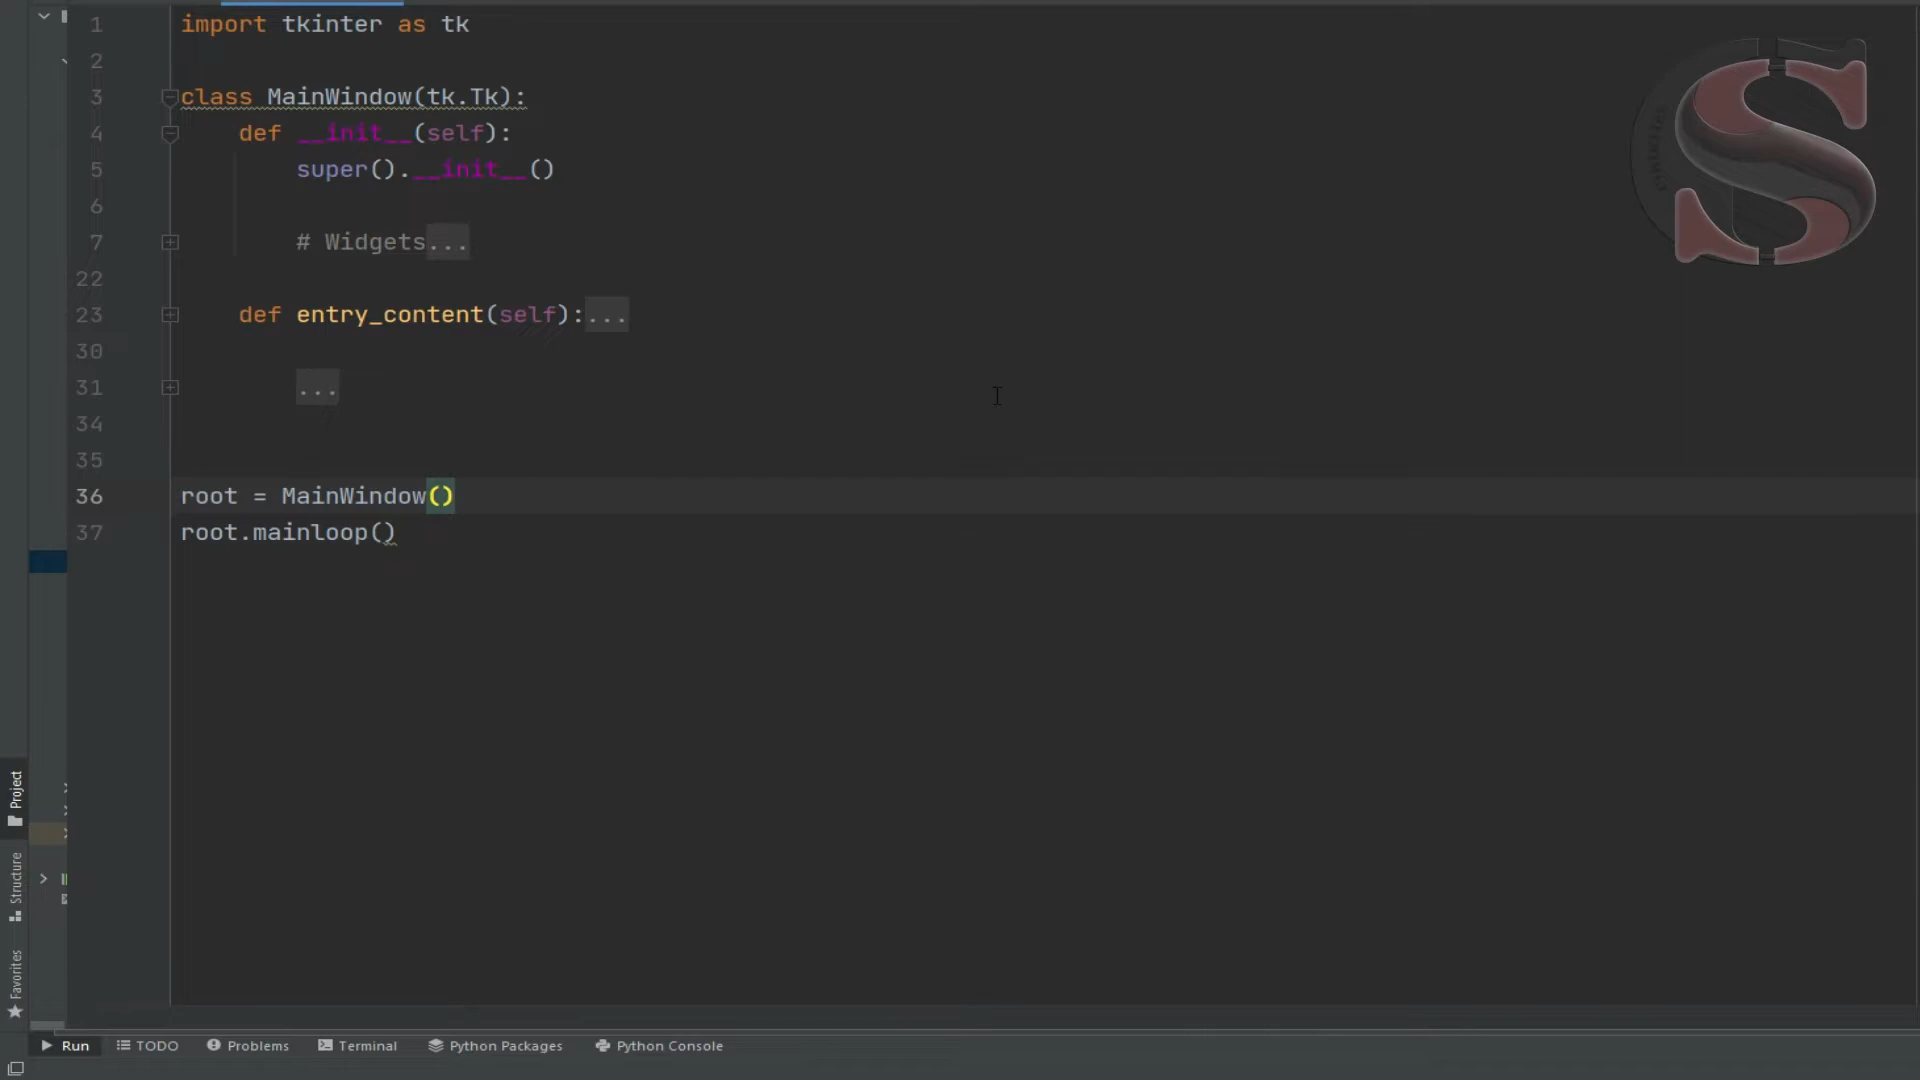 1 import tkinter as tk
2
3 class MainWindow(tk.Tk):
4 def __init__(self):
5 super().__init__()
6
7 # Widgets...
22
23 def entry_content(self):...
30
31 ...
34
35
36 root = MainWindow()
37 root.mainloop()
Project
Structure
Favorites
Run TODO Problems Terminal Python Packages Python Console
S